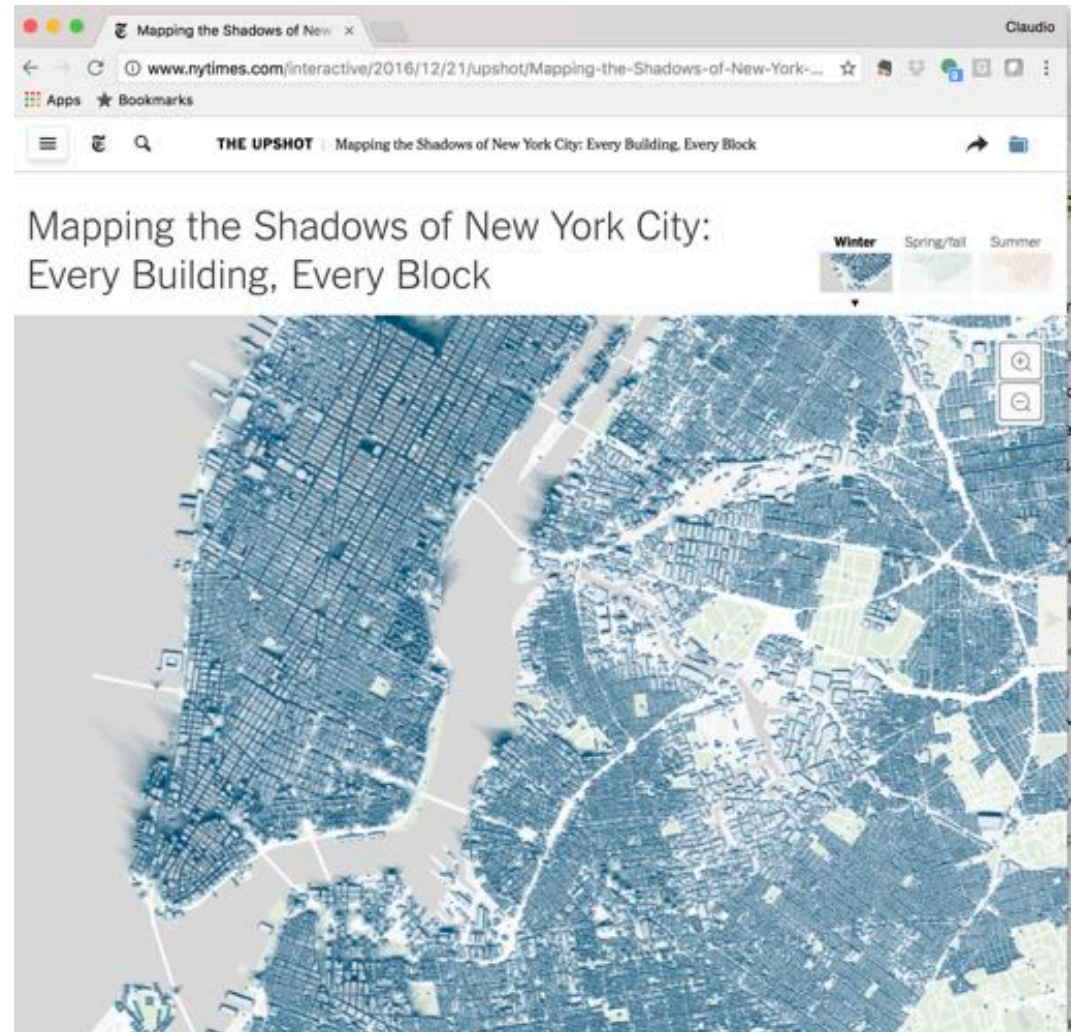 Mapping the Shadows of New
Claudio
www.nytimes.com/interactive/2016/12/21/upshot/Mapping-the-Shadows-of-New-York-...
Apps Bookmarks
THE UPSHOT Mapping the Shadows of New York City: Every Building, Every Block
Mapping the Shadows of New York City:
Every Building, Every Block
Winter Spring/fall Summer